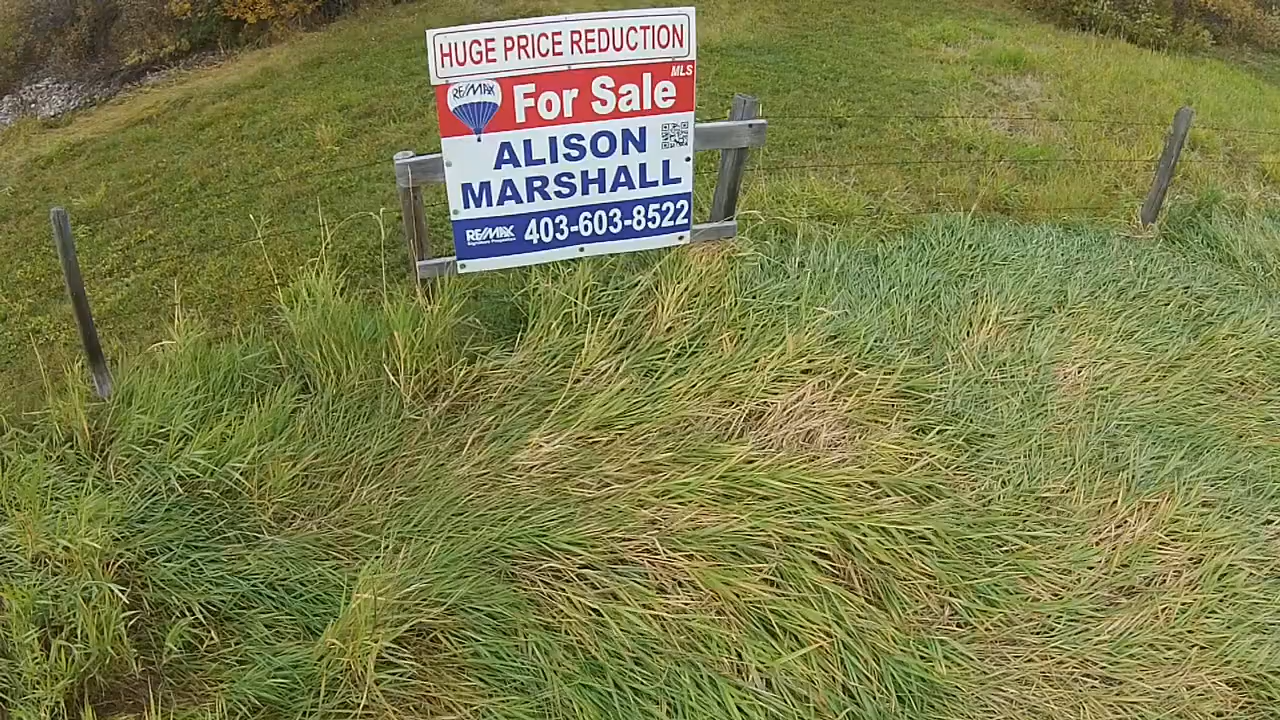 HUGE PRICE REDUCTION
MLS
RE/MAX
For Sale
ALISON
MARSHALL
RE/MAX
403-603-8522